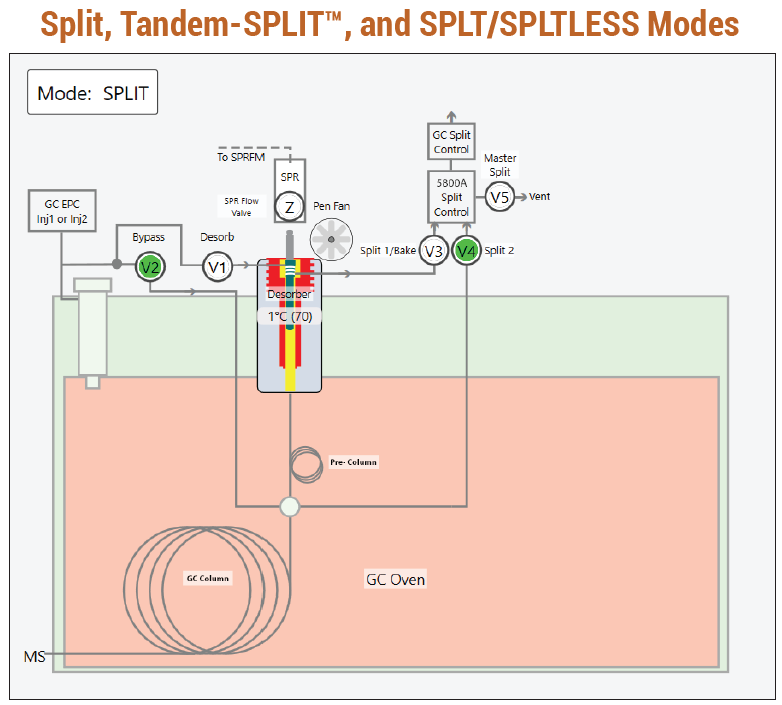 Split, Tandem-SPLIT™, and SPLT/SPLTLESS Modes
Mode: SPLIT
To SPRFM
SPR
SPR Flow
Valve
Z
Pen Fan
GC Split
Control
5800A
Split
Control
Master
Split
V5
Vent
GC EPC
Inj1 or Inj2
Bypass
V2
Desorb
V1
Split 1/Bake
V3
V4
Split 2
Desorber
1°C (70)
Pre- Column
GC Column
GC Oven
MS